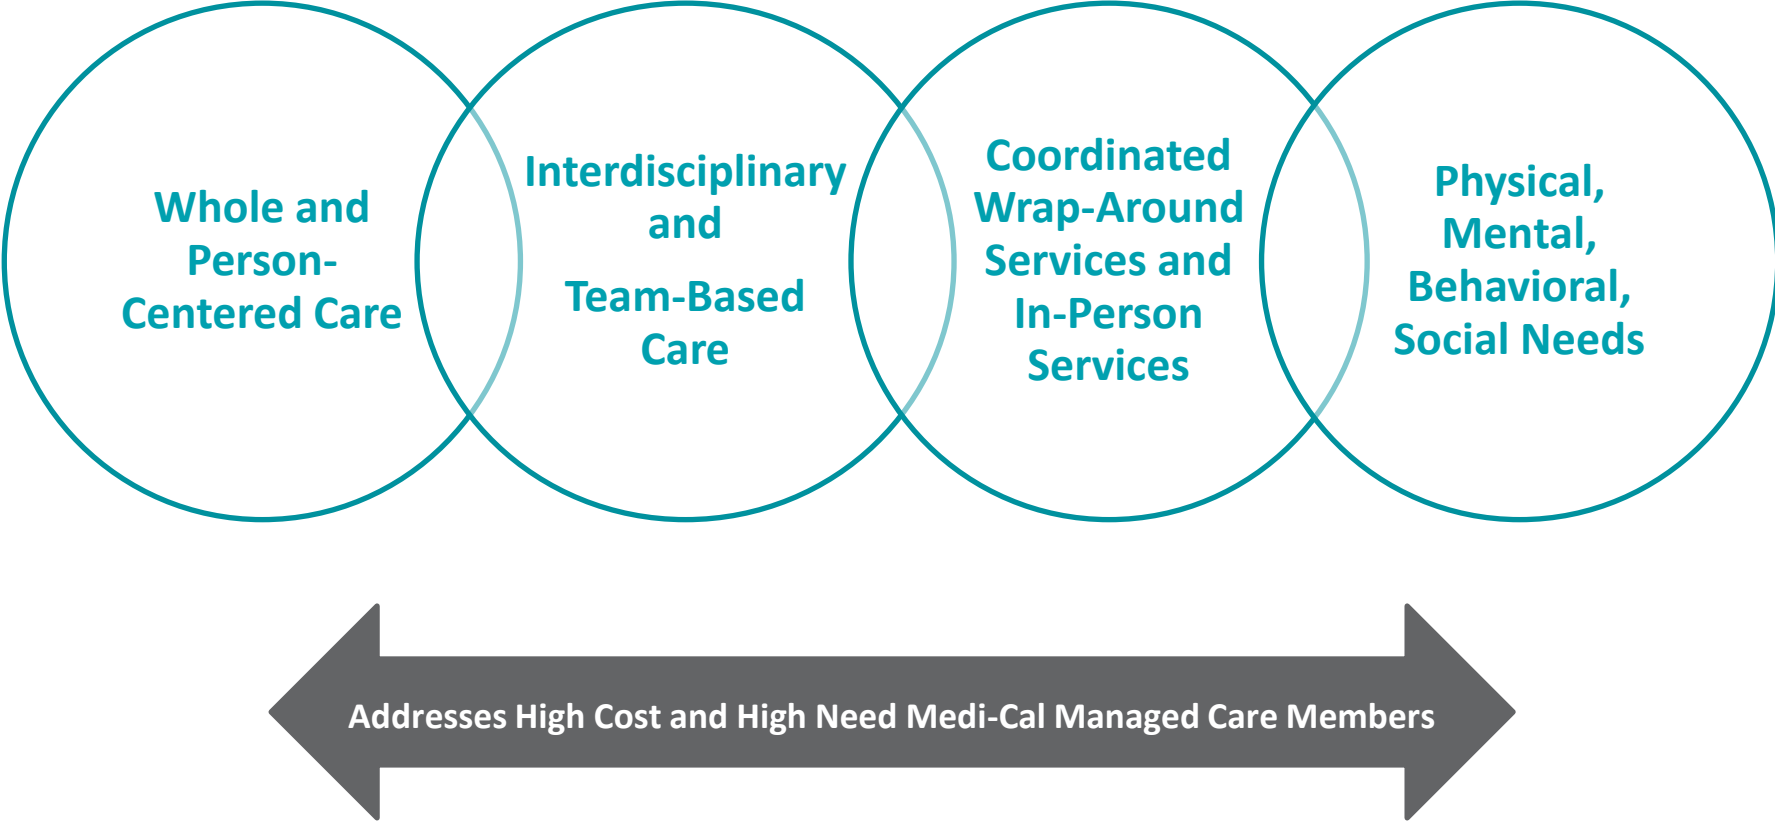 Whole and
Person-
Centered Care
Interdisciplinary
and
Team-Based
Care
Coordinated
Wrap-Around
Services and
In-Person
Services
Physical,
Mental,
Behavioral,
Social Needs
Addresses High Cost and High Need Medi-Cal Managed Care Members